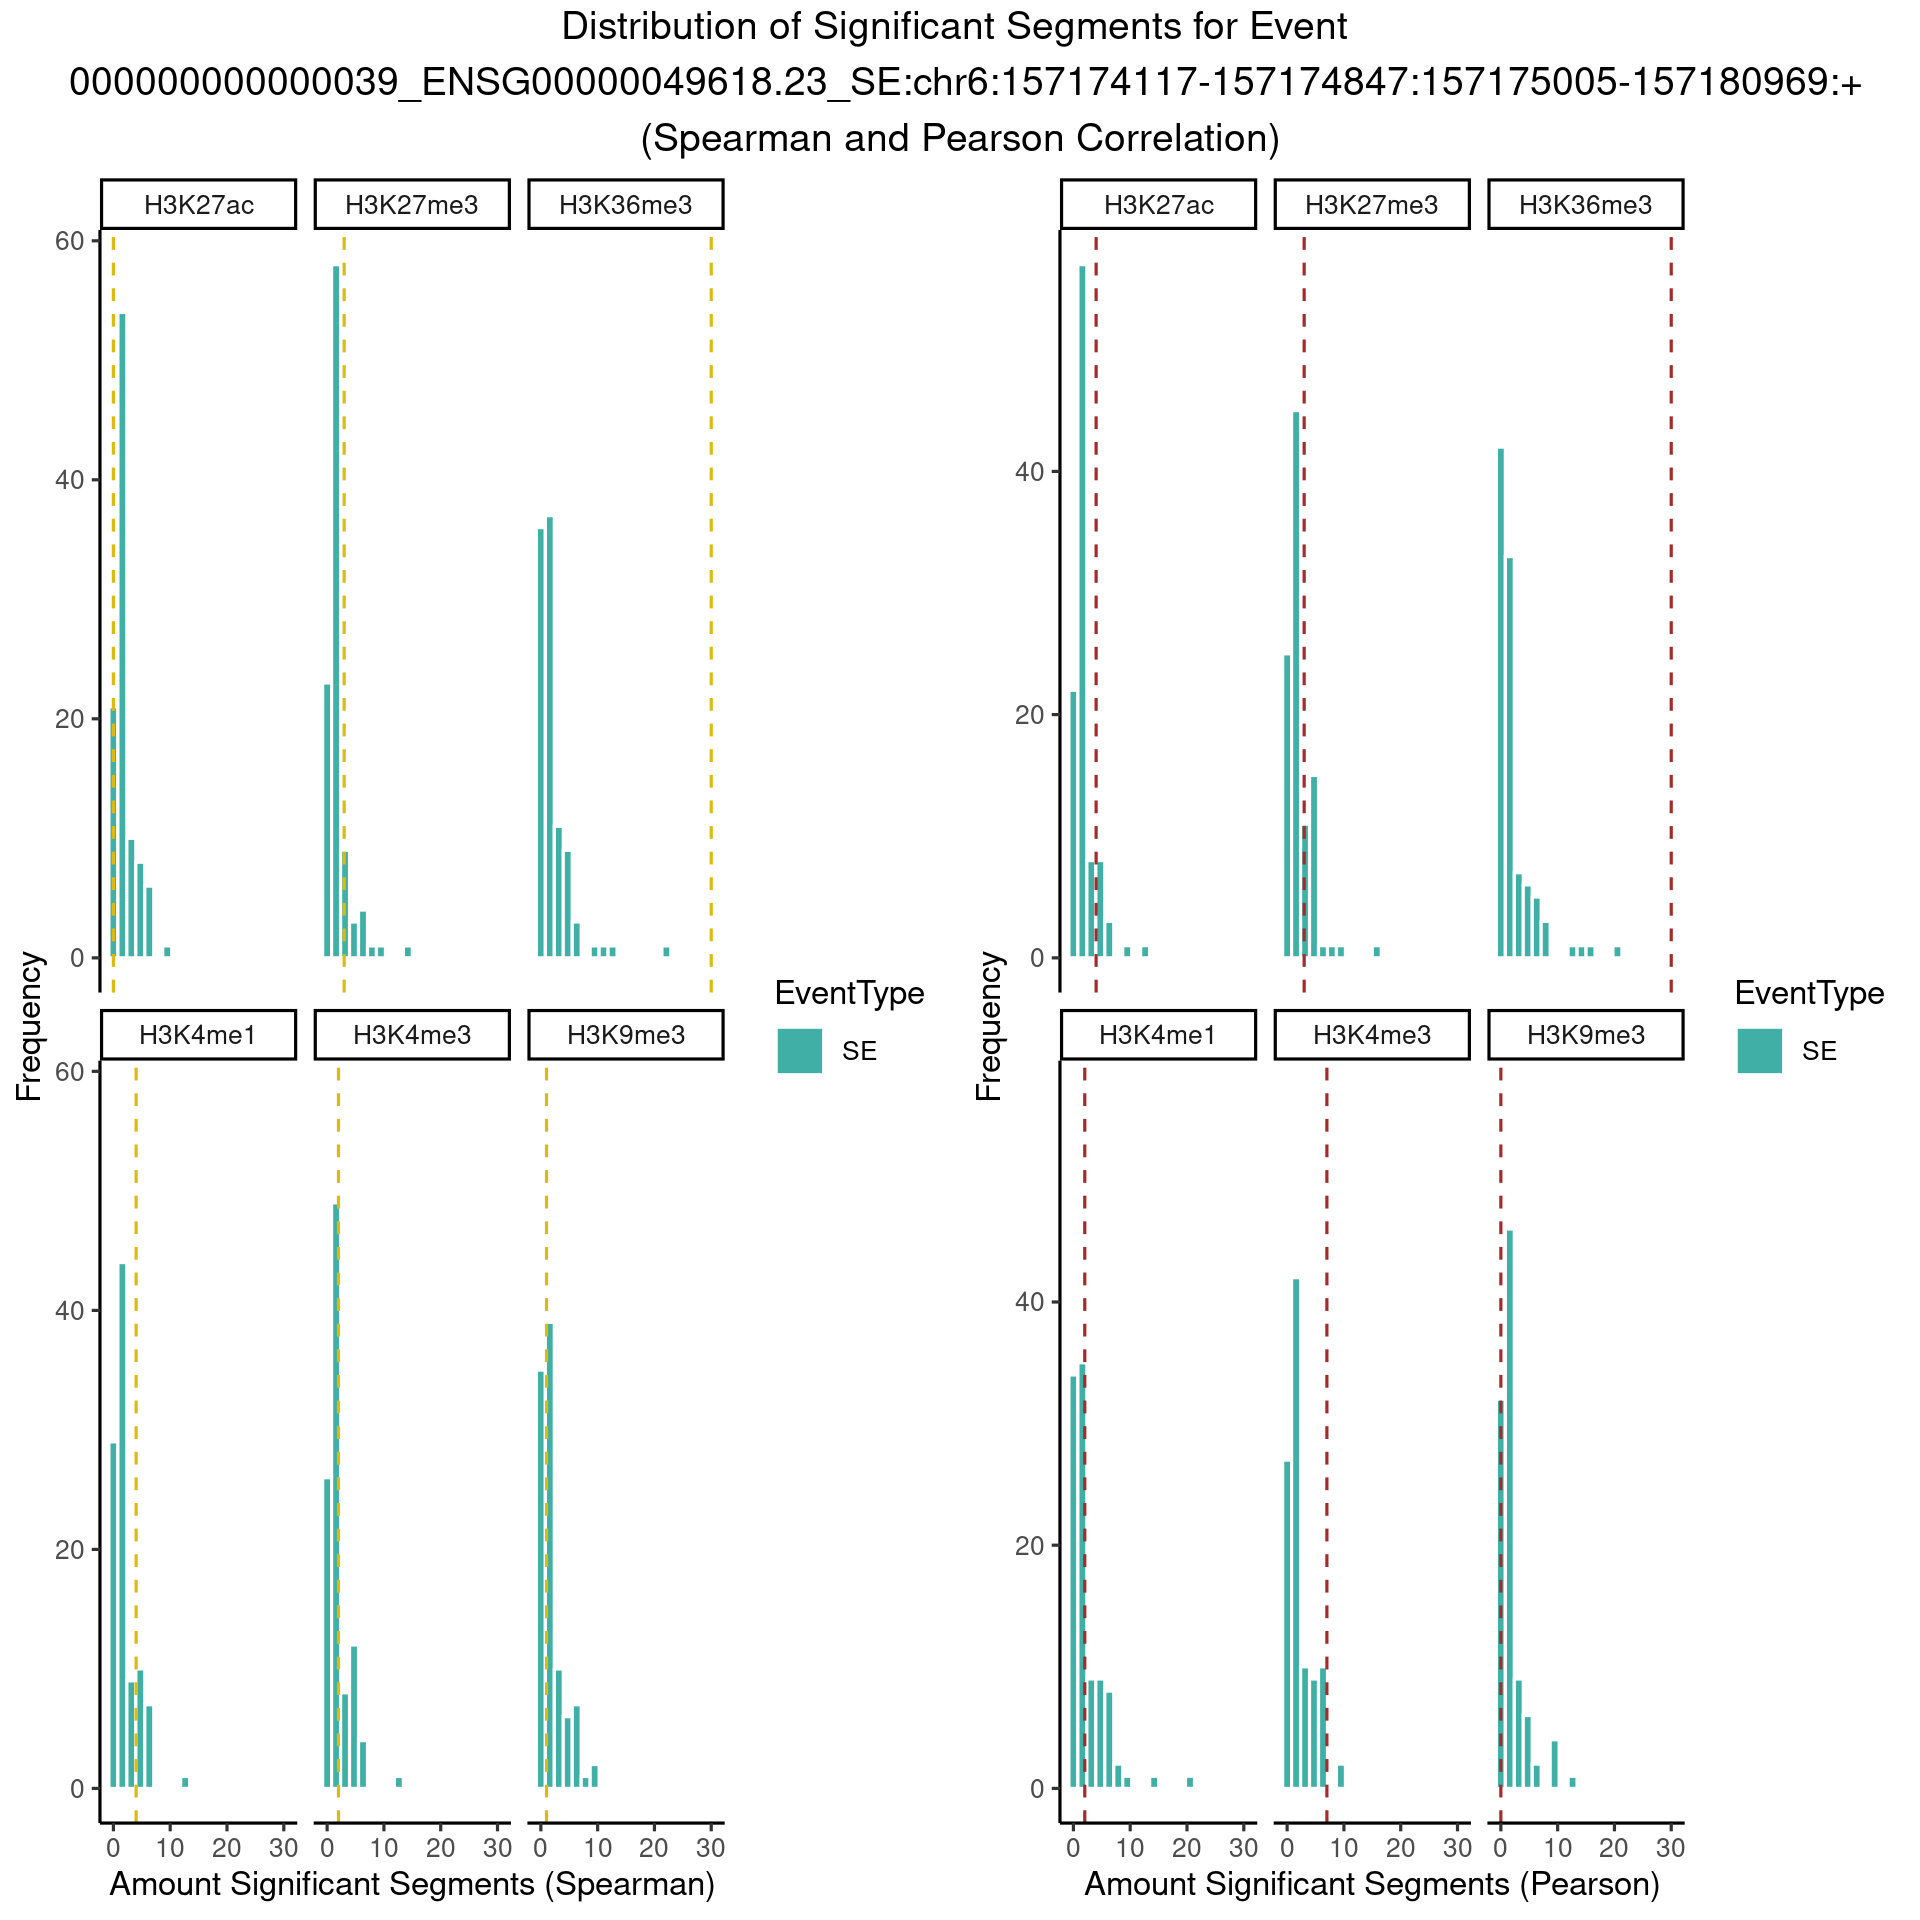 Distribution of Significant Segments for Event
000000000000039_ENSG00000049618.23_SE:chr6:157174117-157174847:157175005-157180969:+
(Spearman and Pearson Correlation)
H3K27ac H3K27me3 H3K36me3
60
40
20
0
H3K4me1 H3K4me3 H3K9me3
60
40
20
0
0 10 20 30 0 10 20 30 0 10 20 30
Frequency
Amount Significant Segments (Spearman)
EventType
SE
H3K27ac H3K27me3 H3K36me3
40
20
0
H3K4me1 H3K4me3 H3K9me3
40
20
0
0 10 20 30 0 10 20 30 0 10 20 30
Frequency
Amount Significant Segments (Pearson)
EventType
SE